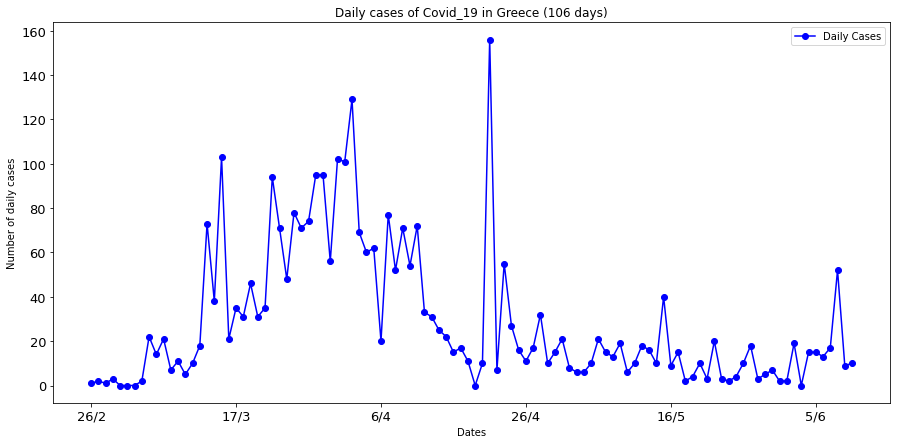 Daily cases of Covid_19 in Greece (106 days)
Daily Cases
160
140
120
100
80
60
40
20
0
Number of daily cases
26/2 17/3 6/4 26/4 16/5 5/6
Dates